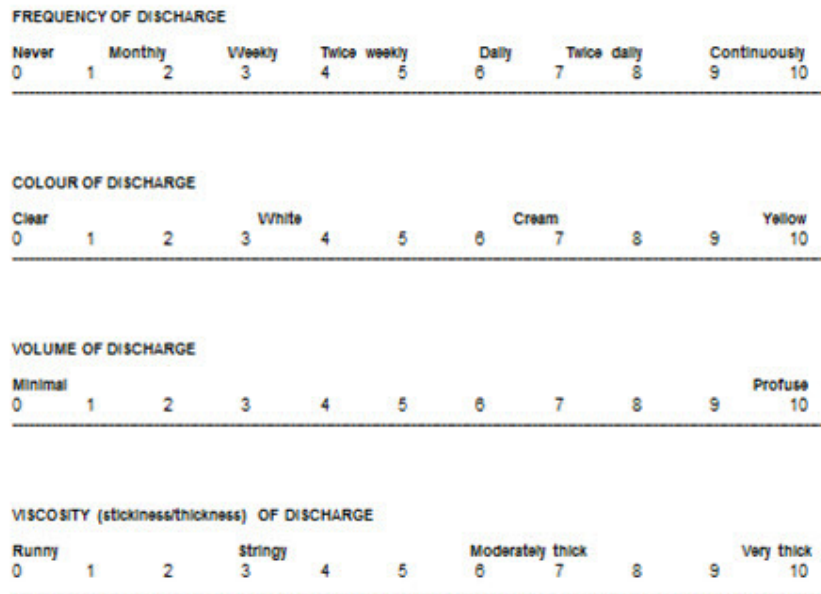 FREQUENCY OF DISCHARGE
Never Monthly Weekly Twice weekly Daily Twice daily Continuously
0 1 2 3 4 5 6 7 8 9 10
COLOUR OF DISCHARGE
Clear White Cream Yellow
0 1 2 3 4 5 6 7 8 9 10
VOLUME OF DISCHARGE
Minimal Profuse
0 1 2 3 4 5 6 7 8 9 10
VISCOSITY (stickiness/thickness) OF DISCHARGE
Runny Stringy Moderately thick Very thick
0 1 2 3 4 5 6 7 8 9 10